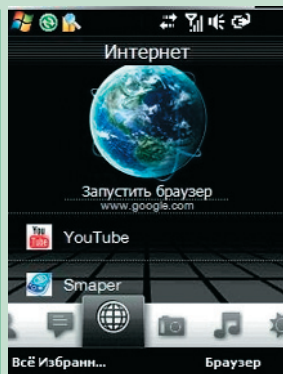 Интернет
Запустить браузер
www.google.com
You Tube YouTube
Smaper
Всё Избранн... Браузер